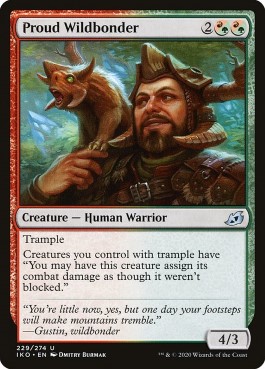 Proud Wildbonder 2
Creature — Human Warrior
Trample
Creatures you control with trample have
“You may have this creature assign its
combat damage as though it weren’t
blocked.”
“You’re little now, yes, but one day your footsteps
will make mountains tremble.”
—Gustin, wildbonder
4/3
229/274 U
IKO • EN DMITRY BURMAK
™ & © 2020 Wizards of the Coast